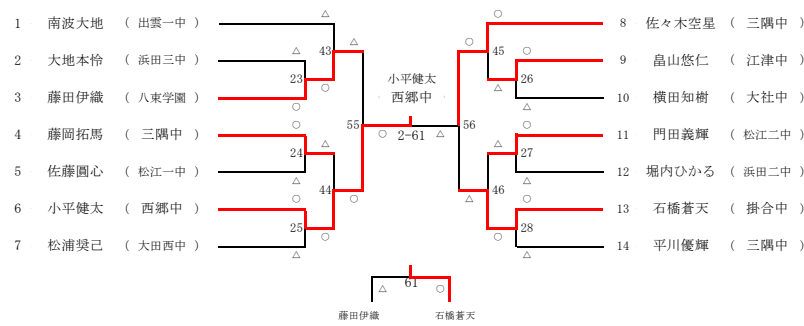 1 南波大地 ( 出雲一中 )
2 大地本怜 ( 浜田三中 )
3 藤田伊織 ( 八束学園 )
4 藤岡拓馬 ( 三隅中 )
5 佐藤圓心 ( 松江一中 )
6 小平健太 ( 西郷中 )
7 松浦奨己 ( 大田西中 )
△
△
43
△
23
○
○
○
24
△
△
○
44
25
○
○
△
55
小平健太
西郷中
○ 2-61 △
○
○
45
56
○
△
26
△
○
△
27
△
46
△
○
○
28
△
8 佐々木空星 ( 三隅中 )
9 畠山悠仁 ( 江津中 )
10 横田知樹 ( 大社中 )
11 門田義輝 ( 松江二中 )
12 堀内ひかる ( 浜田二中 )
13 石橋蒼天 ( 掛合中 )
14 平川優輝 ( 三隅中 )
61
△ ○
藤田伊織 石橋蒼天